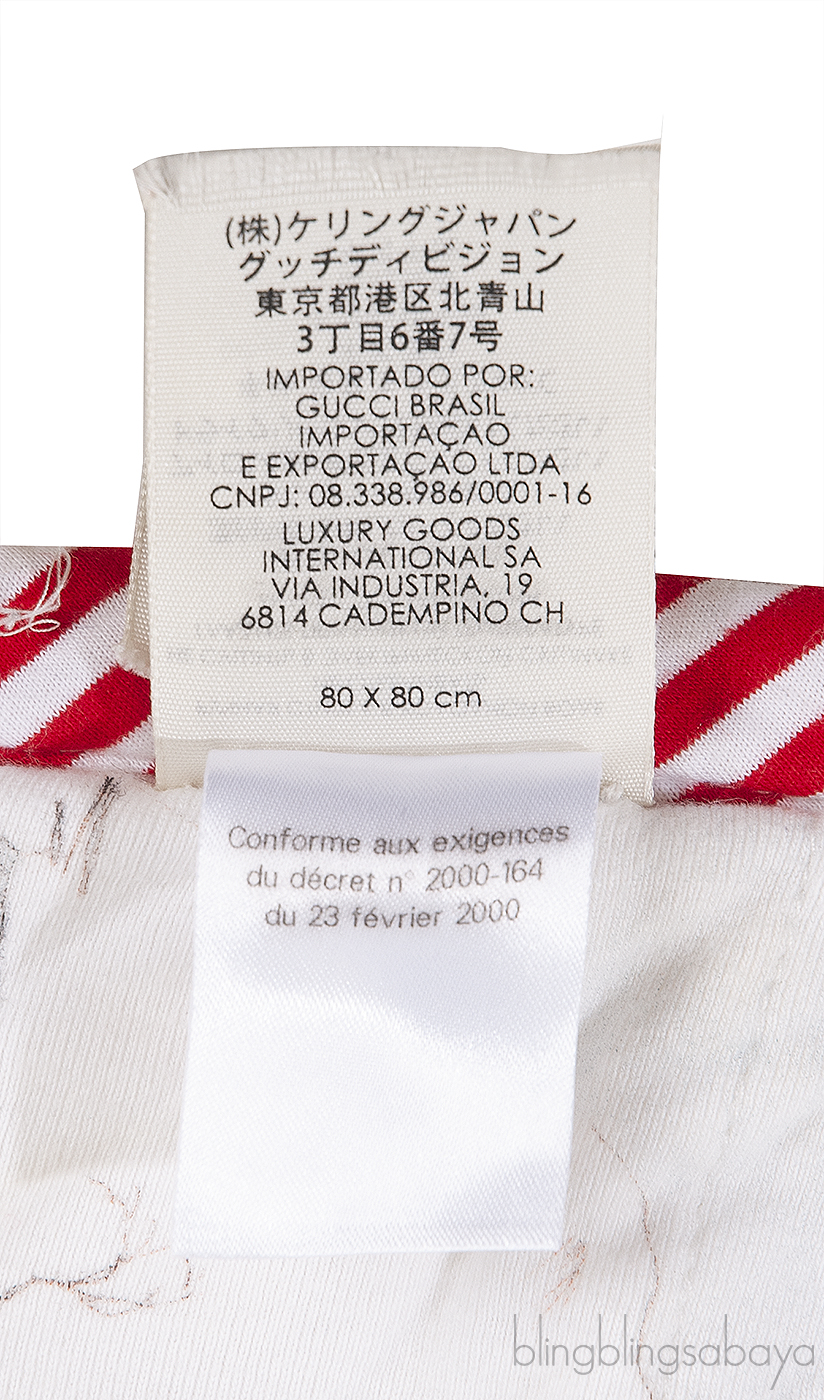 (株)ケリングジャパン
グッチディビジョン
東京都港区北青山
3丁目6番7号
IMPORTADO POR:
GUCCI BRASIL
IMPORTAÇAO
E EXPORTAÇAO LTDA
CNPJ: 08.338.986/0001-16
LUXURY GOODS
INTERNATIONAL SA
VIA INDUSTRIA, 19
6814 CADEMPINO CH
80 X 80 cm
Conforme aux exigences
du décret n° 2000-164
du 23 février 2000
blingblingsabaya